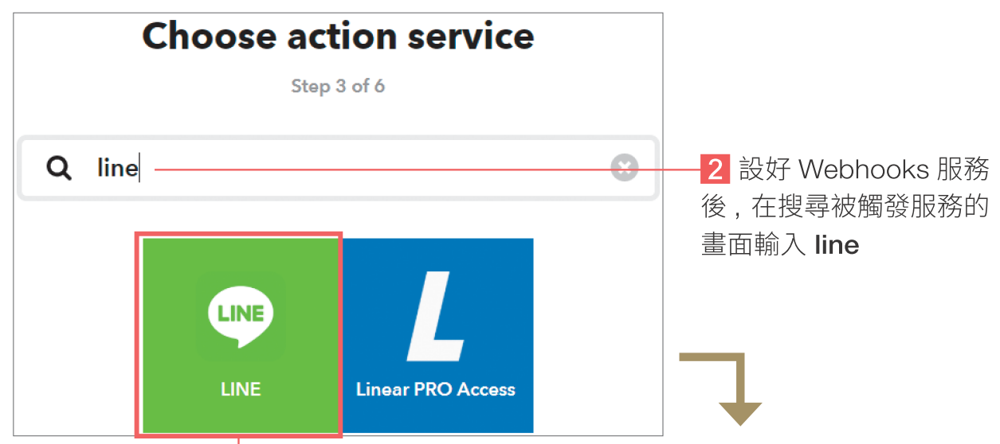 Choose action service
Step 3 of 6
line
2 設好 Webhooks 服務
後，在搜尋被觸發服務的
畫面輸入 line
LINE
L
LINE
Linear PRO Access